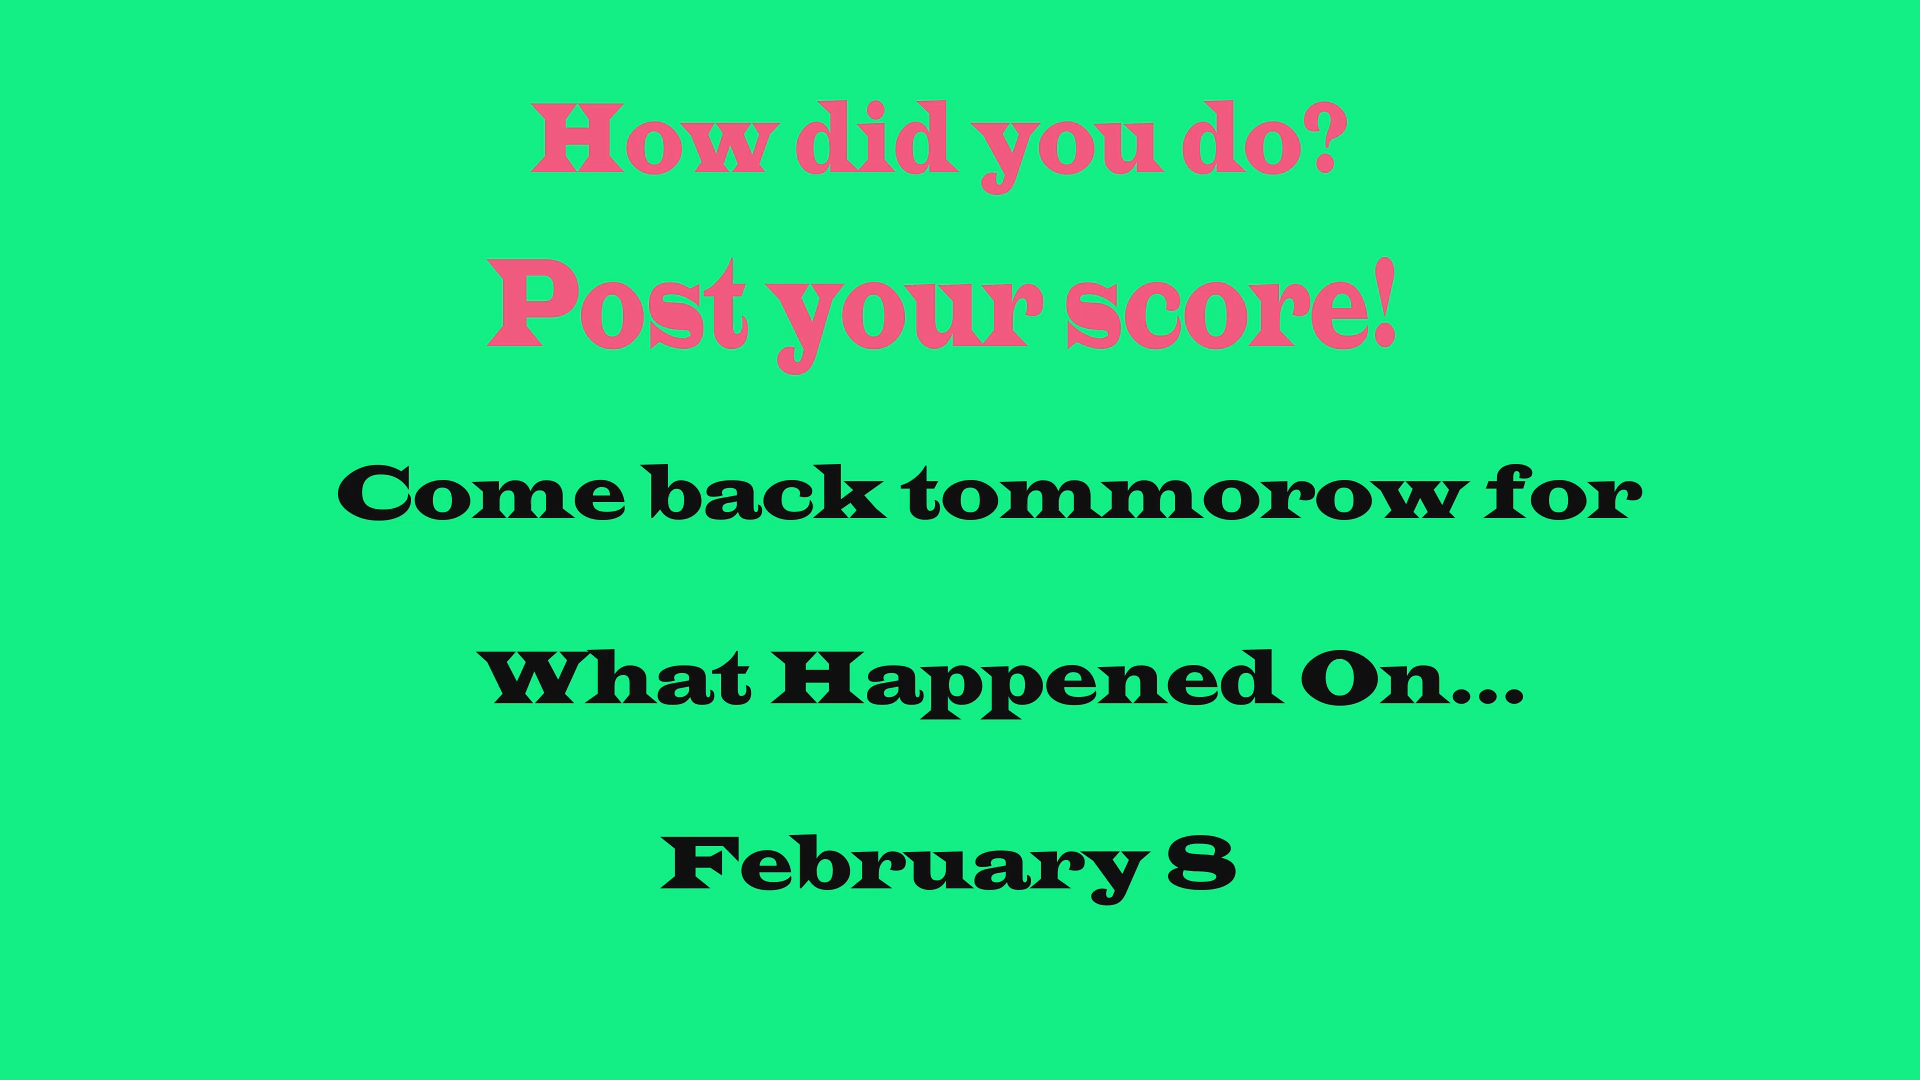 How did you do?
Post your score!
Come back tommorow for
What Happened On...
February 8